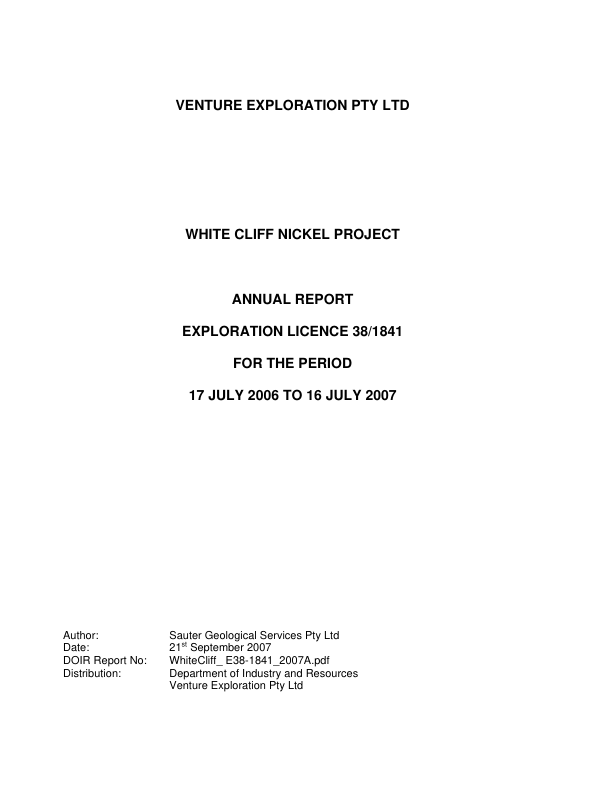 VENTURE EXPLORATION PTY LTD
WHITE CLIFF NICKEL PROJECT
ANNUAL REPORT
EXPLORATION LICENCE 38/1841
FOR THE PERIOD
17 JULY 2006 TO 16 JULY 2007
Author: Sauter Geological Services Pty Ltd
Date: 21st September 2007
DOIR Report No: WhiteCliff_ E38-1841_2007A.pdf
Distribution: Department of Industry and Resources
Venture Exploration Pty Ltd